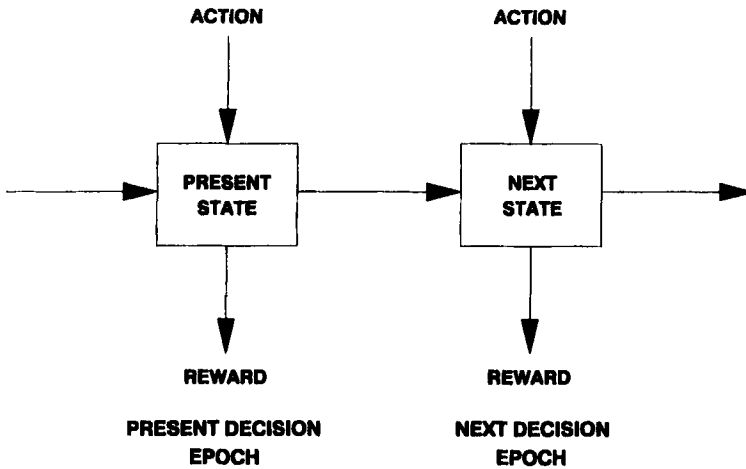 ACTION
ACTION
PRESENT
STATE
NEXT
STATE
REWARD
REWARD
PRESENT DECISION
EPOCH
NEXT DECISION
EPOCH